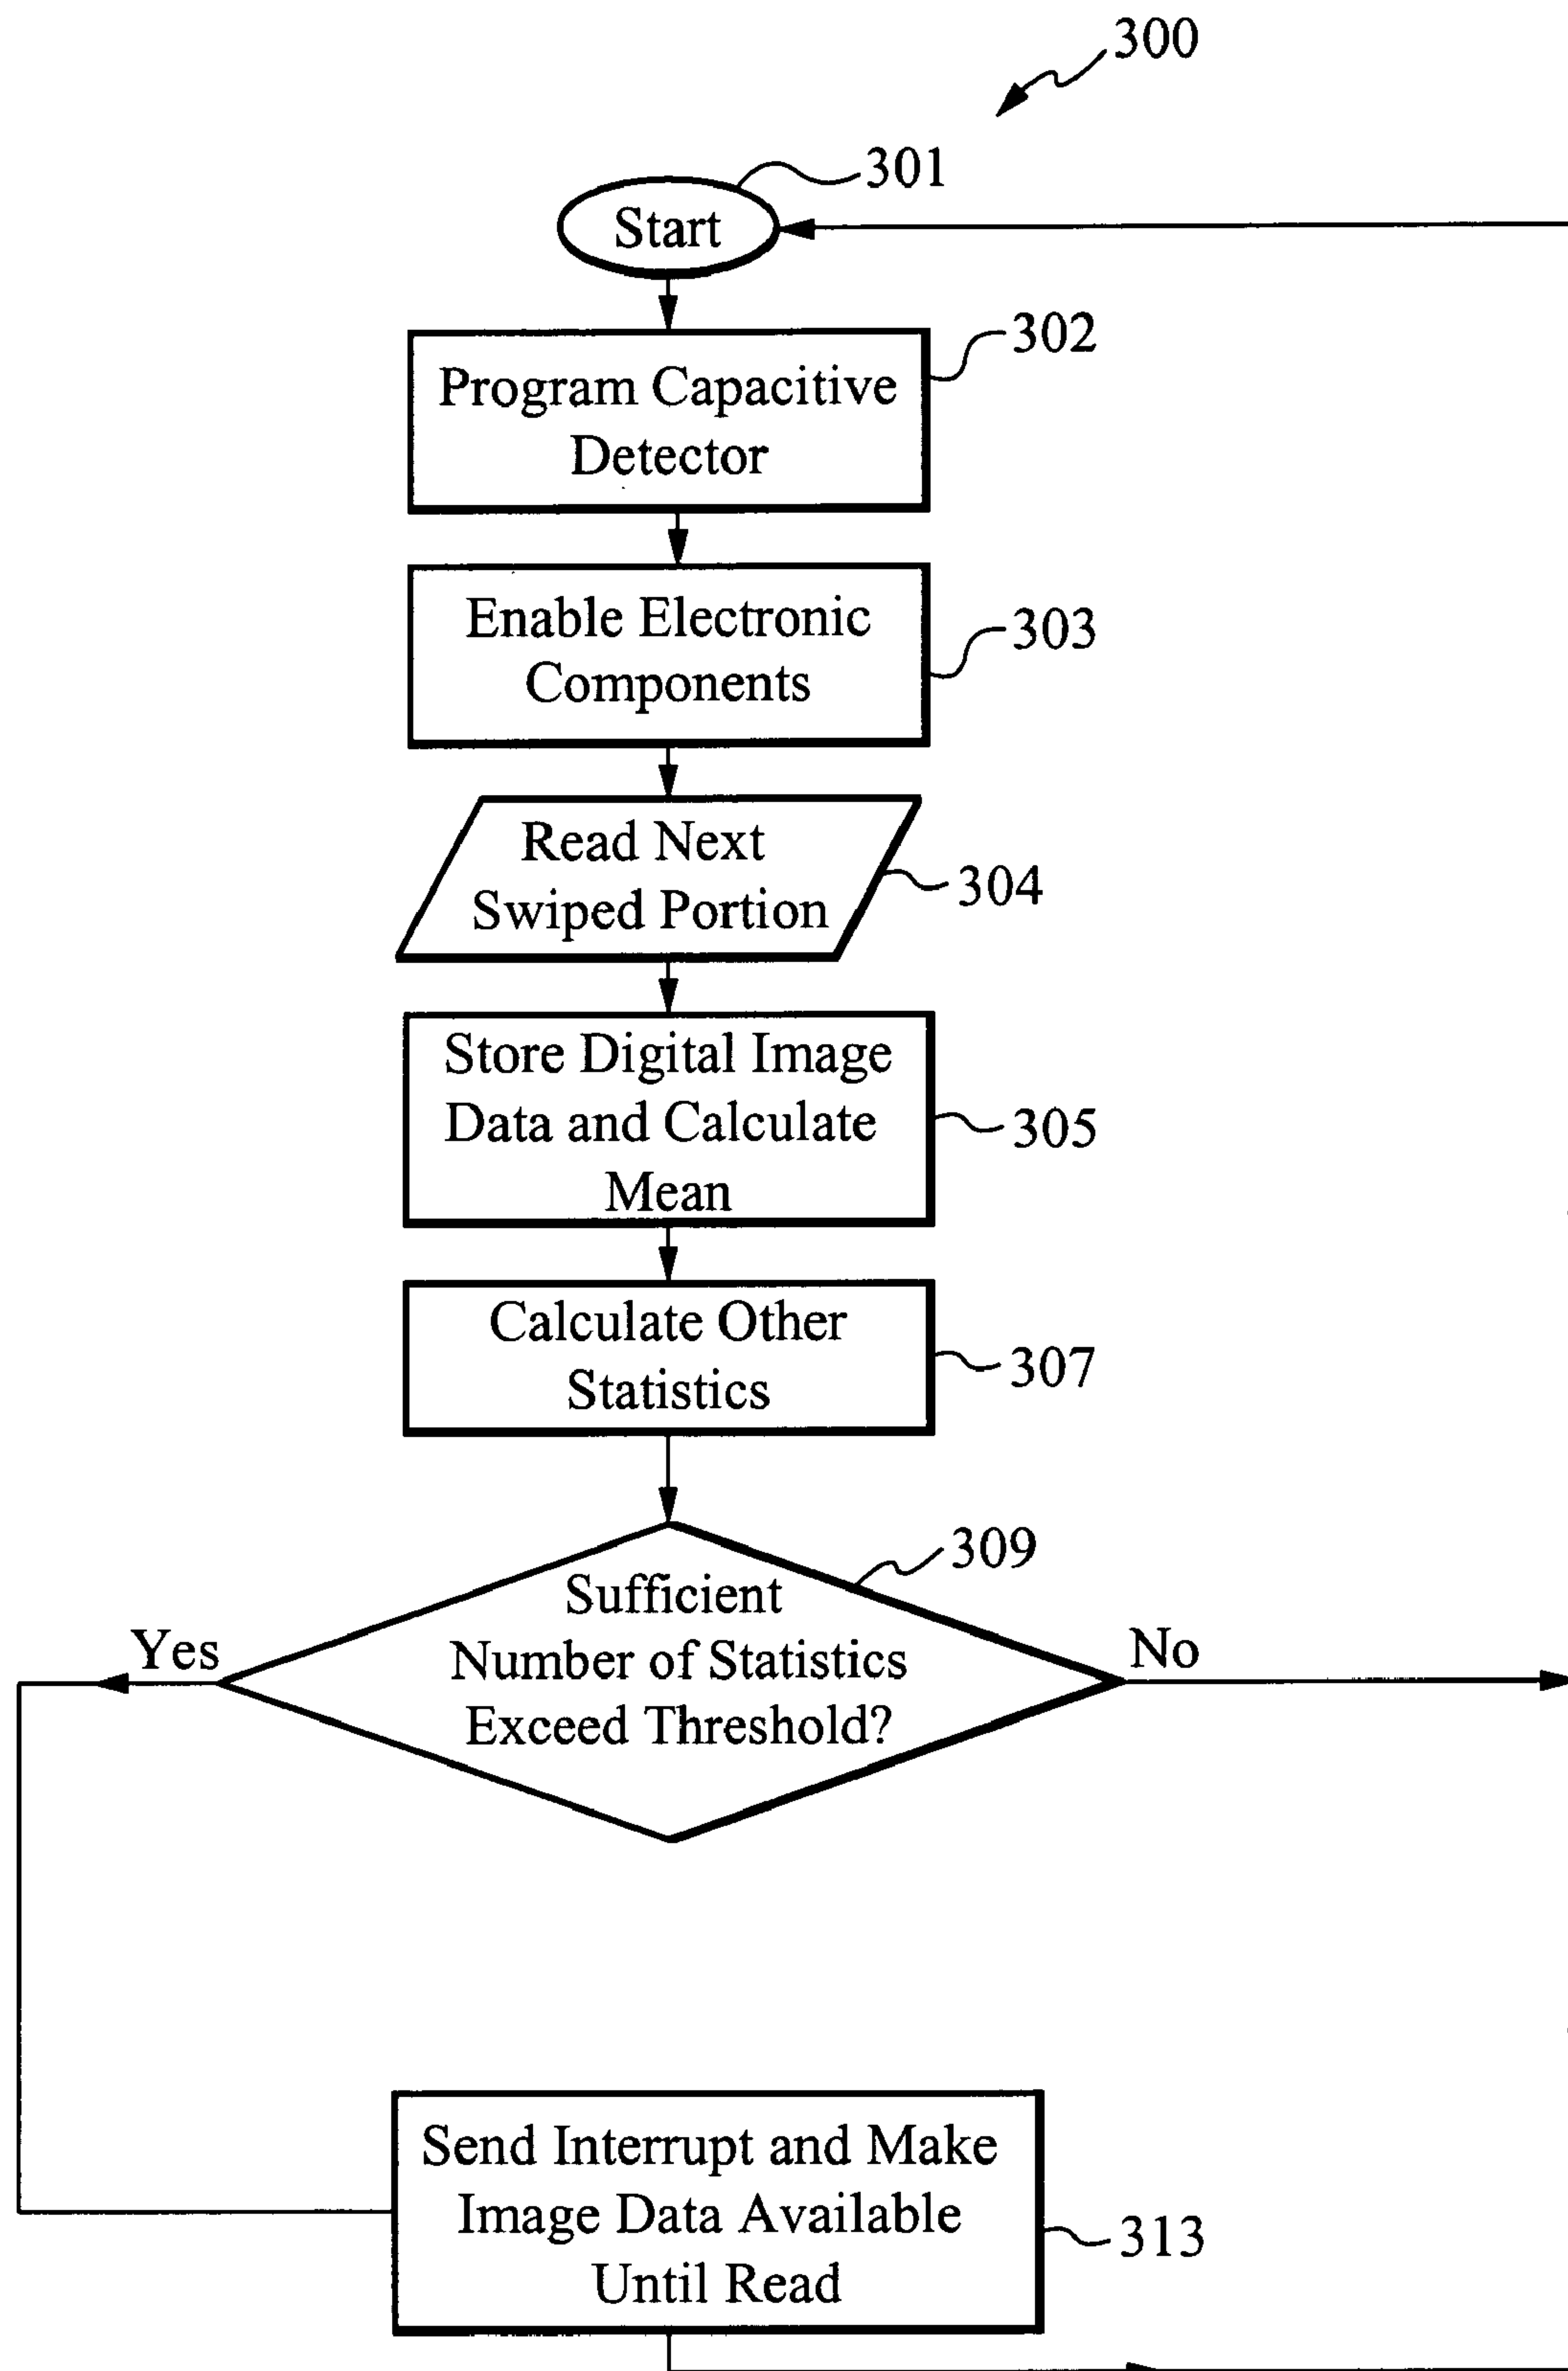 300
301
Start
302
Program Capacitive
Detector
303
Enable Electronic
Components
304
Read Next
Swiped Portion
305
Store Digital Image
Data and Calculate
Mean
307
Calculate Other
Statistics
309
Sufficient
Number of Statistics
Exceed Threshold?
Yes
No
313
Send Interrupt and Make
Image Data Available
Until Read